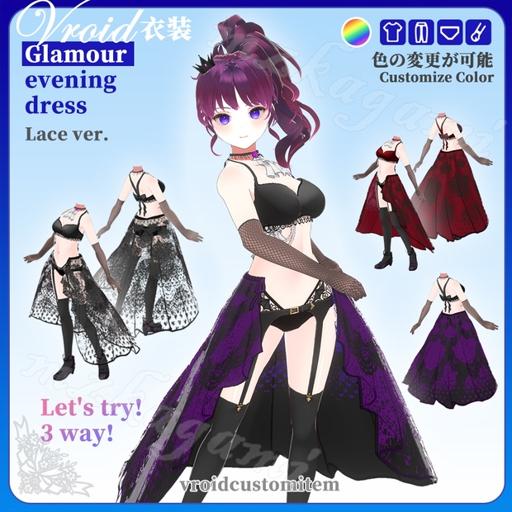 Vroid衣装
Glamour
evening
dress
Lace ver.
色の変更が可能
Customize Color
Let's try!
3 way!
vroidcustomitem